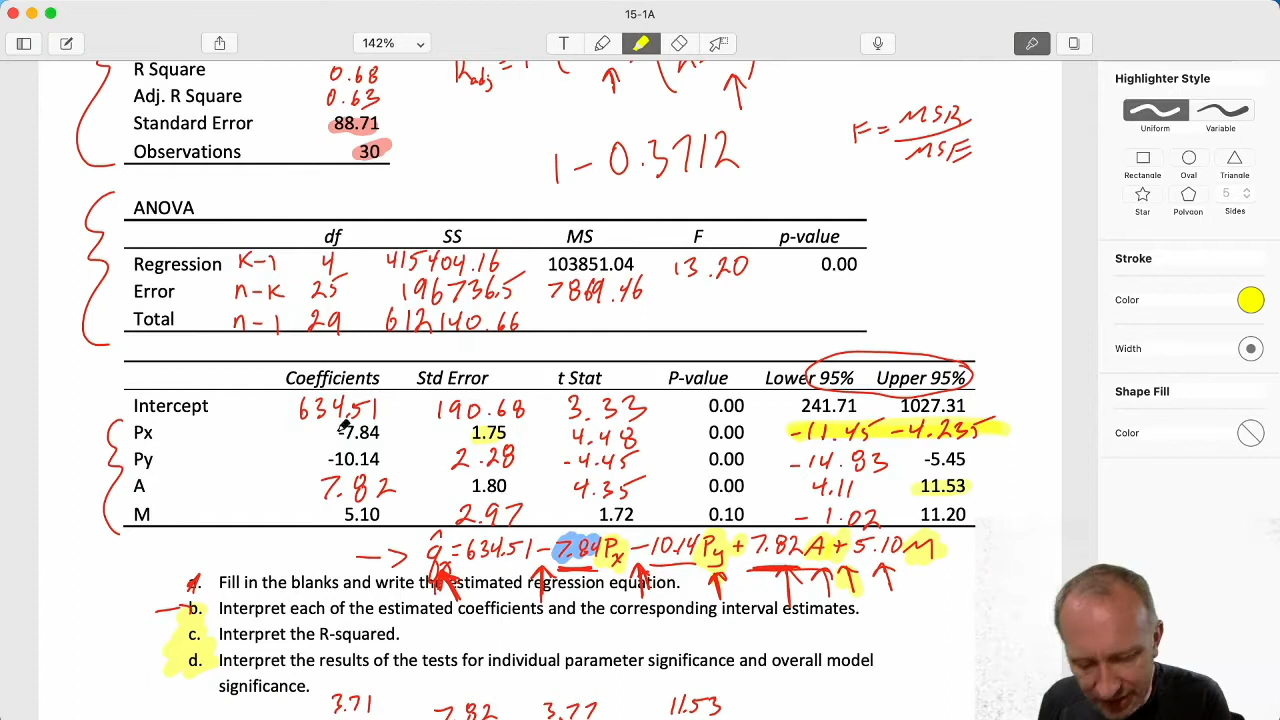 15-1A
142%
T
R Square 0.68
Adj. R Square 0.63
Standard Error 88.71
Observations 30
R adj = 1
(n
1 - 0.3712
F = MSR
MSE
ANOVA
df SS MS F p-value
Regression K-1 4 415404.16 103851.04 13.20 0.00
Error n-K 25 196736.5 7869.46
Total n-1 29 612140.66
Coefficients Std Error t Stat P-value Lower 95% Upper 95%
Intercept 634.51 190.68 3.33 0.00 241.71 1027.31
Px -7.84 1.75 4.48 0.00 -11.45 -4.235
Py -10.14 2.28 -4.45 0.00 -14.83 -5.45
A 7.82 1.80 4.35 0.00 4.11 11.53
M 5.10 2.97 1.72 0.10 -1.02 11.20
q̂x = 634.51 - 7.84Px - 10.14Py + 7.82A + 5.10M
a. Fill in the blanks and write the estimated regression equation.
b. Interpret each of the estimated coefficients and the corresponding interval estimates.
c. Interpret the R-squared.
d. Interpret the results of the tests for individual parameter significance and overall model
significance.
3.71 7.82 3.77 11.53
Highlighter Style
Uniform Variable
Rectangle Oval Triangle
Star Polygon 5 Sides
Stroke
Color
Width
Shape Fill
Color